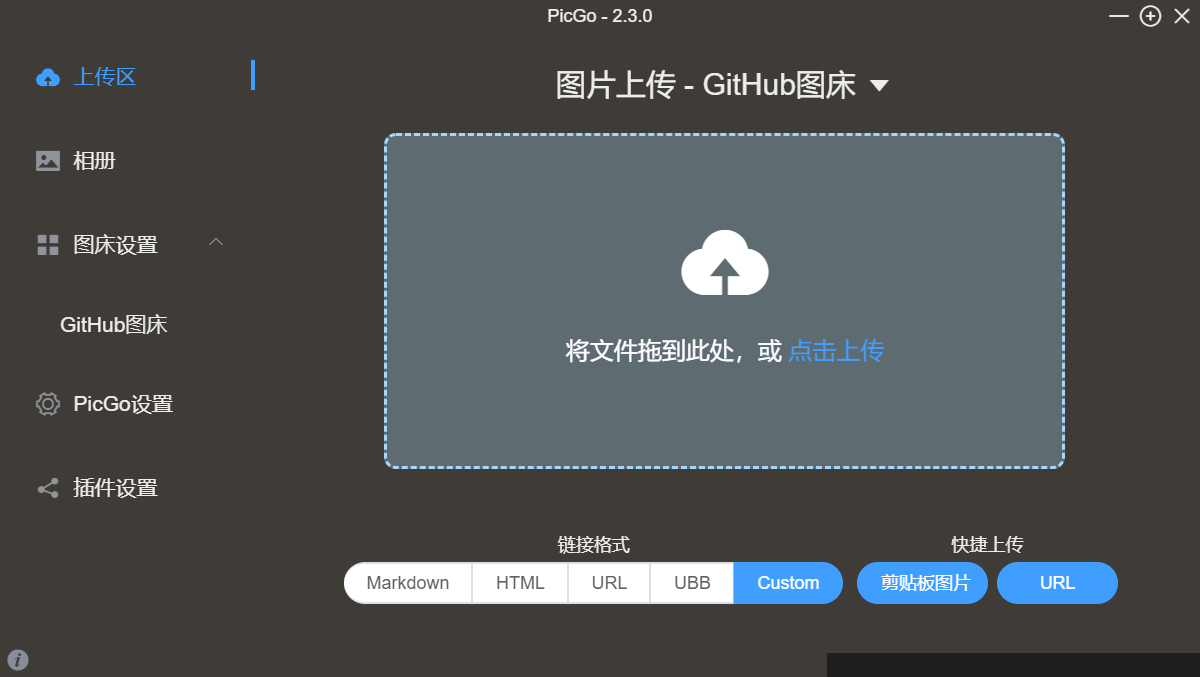 PicGo - 2.3.0
上传区
相册
图床设置
GitHub图床
PicGo设置
插件设置
图片上传 - GitHub图床
将文件拖到此处，或 点击上传
链接格式
Markdown HTML URL UBB Custom
快捷上传
剪贴板图片 URL